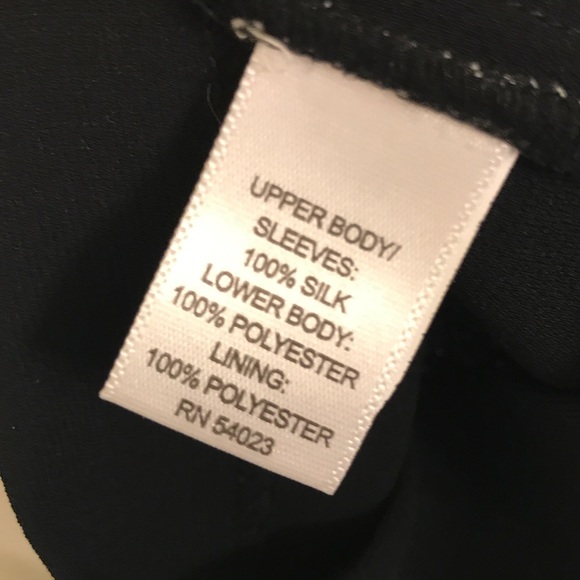 UPPER BODY/
SLEEVES:
100% SILK
LOWER BODY:
100% POLYESTER
LINING:
100% POLYESTER
RN 54023